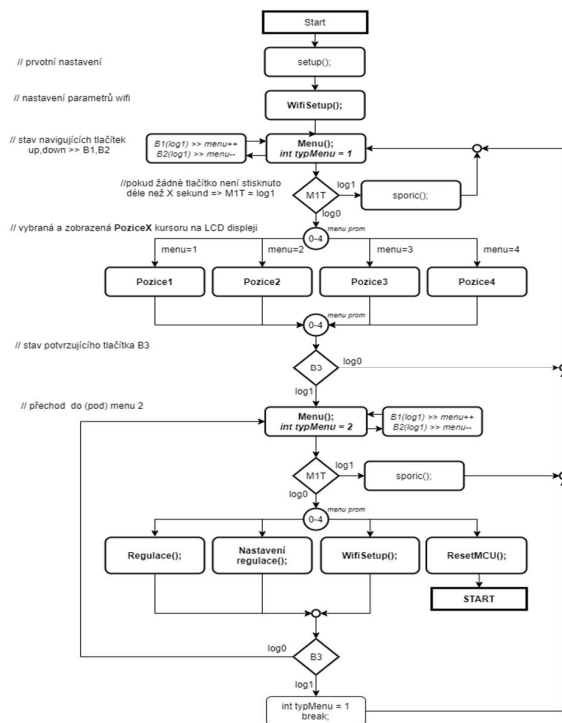 Start
// prvotní nastavení
setup();
// nastavení parametrů wifi
WifiSetup();
// stav navigujících tlačítek
up,down >> B1,B2
B1(log1) >> menu++
B2(log1) >> menu--
Menu();
int typMenu = 1
//pokud žádné tlačítko není stisknuto
déle než X sekund => M1T = log1
M1T
log1
sporic();
log0
// vybraná a zobrazená PoziceX kursoru na LCD displeji
0-4
menu prom
menu=1
menu=2
menu=3
menu=4
Pozice1
Pozice2
Pozice3
Pozice4
0-4
menu prom
// stav potvrzujícího tlačítka B3
B3
log0
log1
// přechod do (pod) menu 2
Menu();
int typMenu = 2
B1(log1) >> menu++
B2(log1) >> menu--
M1T
log1
sporic();
log0
0-4
menu prom
Regulace();
Nastavení
regulace();
WifiSetup();
ResetMCU();
START
log0
B3
log1
int typMenu = 1
break;